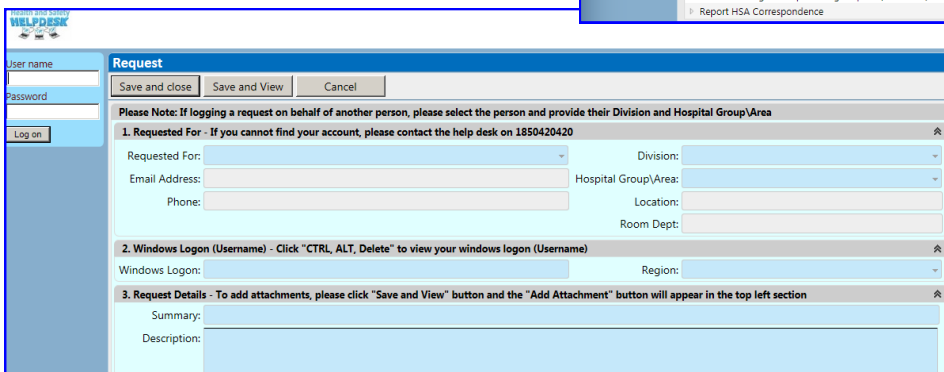 Report HSA Correspondence
Health and Safety
HELPDESK
User name
Password
Log on
Request
Save and close Save and View Cancel
Please Note: If logging a request on behalf of another person, please select the person and provide their Division and Hospital Group\Area
1. Requested For - If you cannot find your account, please contact the help desk on 1850420420
Requested For: Division:
Email Address: Hospital Group\Area:
Phone: Location:
Room Dept:
2. Windows Logon (Username) - Click "CTRL, ALT, Delete" to view your windows logon (Username)
Windows Logon: Region:
3. Request Details - To add attachments, please click "Save and View" button and the "Add Attachment" button will appear in the top left section
Summary:
Description: